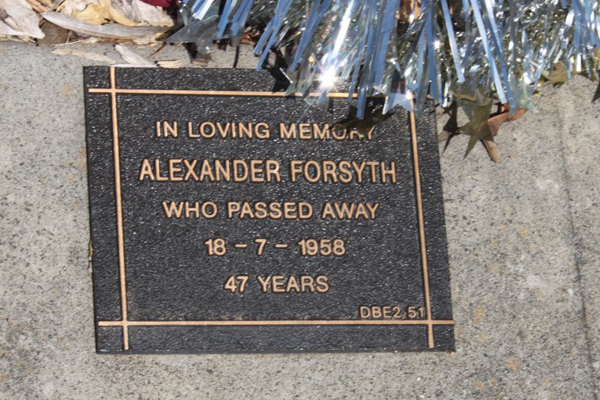 IN LOVING MEMORY
ALEXANDER FORSYTH
WHO PASSED AWAY
18 - 7 - 1958
47 YEARS
DBE2 51